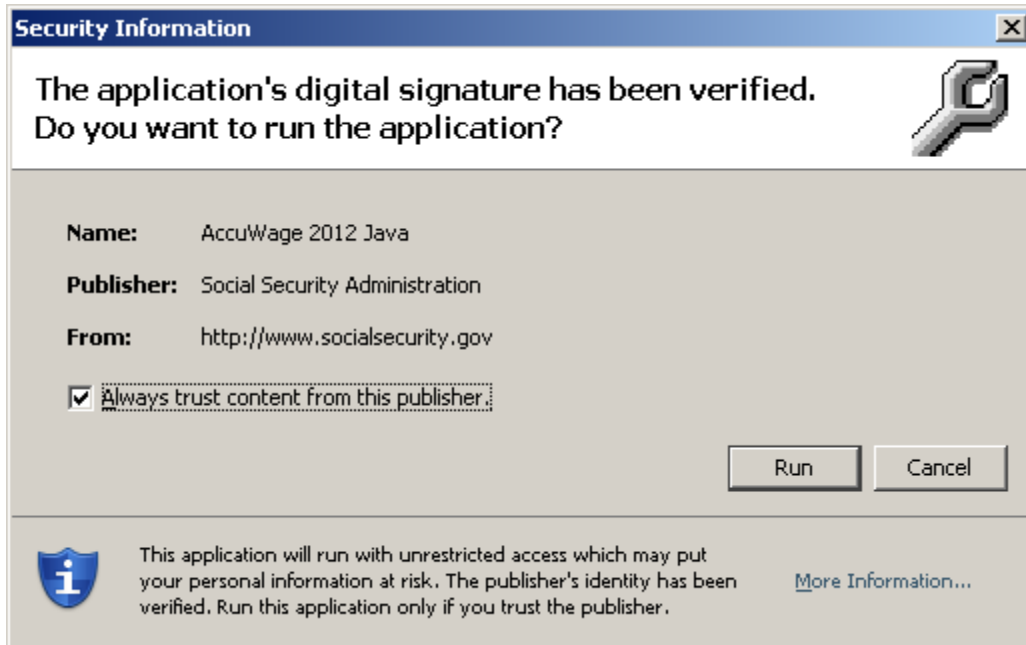 Security Information
The application's digital signature has been verified.
Do you want to run the application?
Name: AccuWage 2012 Java
Publisher: Social Security Administration
From: http://www.socialsecurity.gov
Always trust content from this publisher.
Run Cancel
This application will run with unrestricted access which may put
your personal information at risk. The publisher's identity has been
verified. Run this application only if you trust the publisher.
More Information...